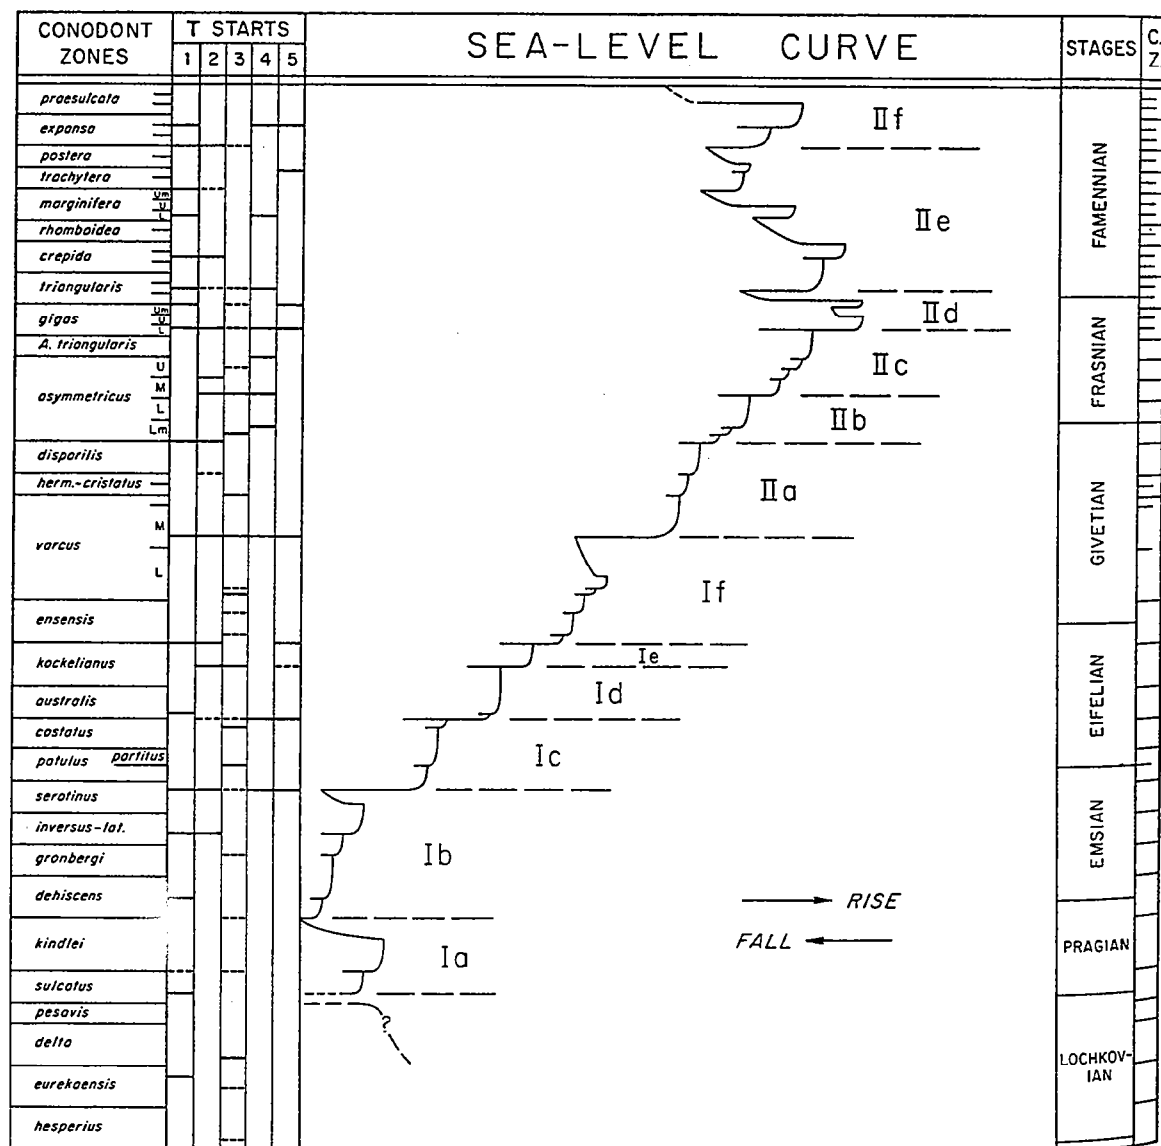 CONODONT
ZONES
T STARTS
1 2 3 4 5
SEA-LEVEL CURVE
STAGES
C.
Z.
praesulcata
expansa
postera
trachytera
marginifera Um
U
L
rhomboidea
crepida
triangularis
gigas Um
U
L
A. triangularis
asymmetricus U
M
L
Lm
disparilis
herm.-cristatus
varcus M
L
ensensis
kockelianus
australis
costatus
patulus partitus
serotinus
inversus-lat.
gronbergi
dehiscens
kindlei
sulcatus
pesavis
delta
eurekaensis
hesperius
IIf
IIe
IId
IIc
IIb
IIa
If
Ie
Id
Ic
Ib
Ia
?
RISE
FALL
FAMENNIAN
FRASNIAN
GIVETIAN
EIFELIAN
EMSIAN
PRAGIAN
LOCHKOV-
IAN